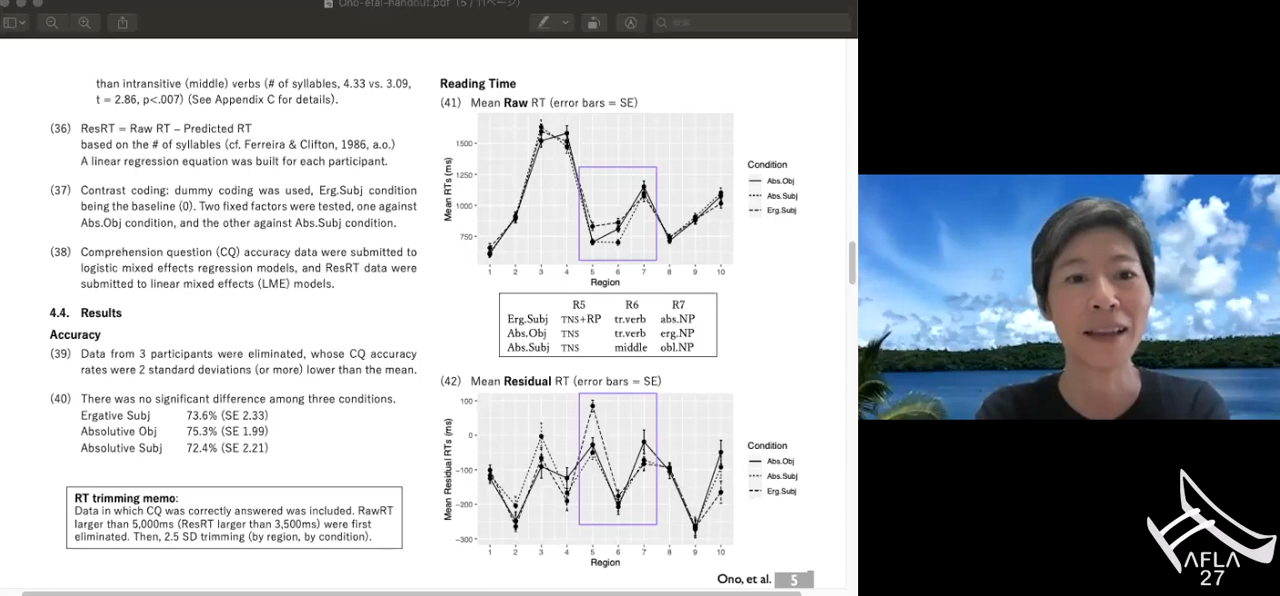 Ono-etal-handout.pdf (5 / 11ページ)
than intransitive (middle) verbs (# of syllables, 4.33 vs. 3.09,
t = 2.86, p<.007) (See Appendix C for details).
(36) ResRT = Raw RT – Predicted RT
based on the # of syllables (cf. Ferreira & Clifton, 1986, a.o.)
A linear regression equation was built for each participant.
(37) Contrast coding: dummy coding was used, Erg.Subj condition
being the baseline (0). Two fixed factors were tested, one against
Abs.Obj condition, and the other against Abs.Subj condition.
(38) Comprehension question (CQ) accuracy data were submitted to
logistic mixed effects regression models, and ResRT data were
submitted to linear mixed effects (LME) models.
4.4. Results
Accuracy
(39) Data from 3 participants were eliminated, whose CQ accuracy
rates were 2 standard deviations (or more) lower than the mean.
(40) There was no significant difference among three conditions.
Ergative Subj 73.6% (SE 2.33)
Absolutive Obj 75.3% (SE 1.99)
Absolutive Subj 72.4% (SE 2.21)
RT trimming memo:
Data in which CQ was correctly answered was included. RawRT
larger than 5,000ms (ResRT larger than 3,500ms) were first
eliminated. Then, 2.5 SD trimming (by region, by condition).
Reading Time
(41) Mean Raw RT (error bars = SE)
Mean RTs (ms)
1500
1250
1000
750
1 2 3 4 5 6 7 8 9 10
Region
Condition
Abs.Obj
Abs.Subj
Erg.Subj
R5 R6 R7
Erg.Subj TNS+RP tr.verb abs.NP
Abs.Obj TNS tr.verb erg.NP
Abs.Subj TNS middle obl.NP
(42) Mean Residual RT (error bars = SE)
Mean Residual RTs (ms)
100
0
-100
-200
-300
1 2 3 4 5 6 7 8 9 10
Region
Condition
Abs.Obj
Abs.Subj
Erg.Subj
Ono, et al. 5
AFLA
27